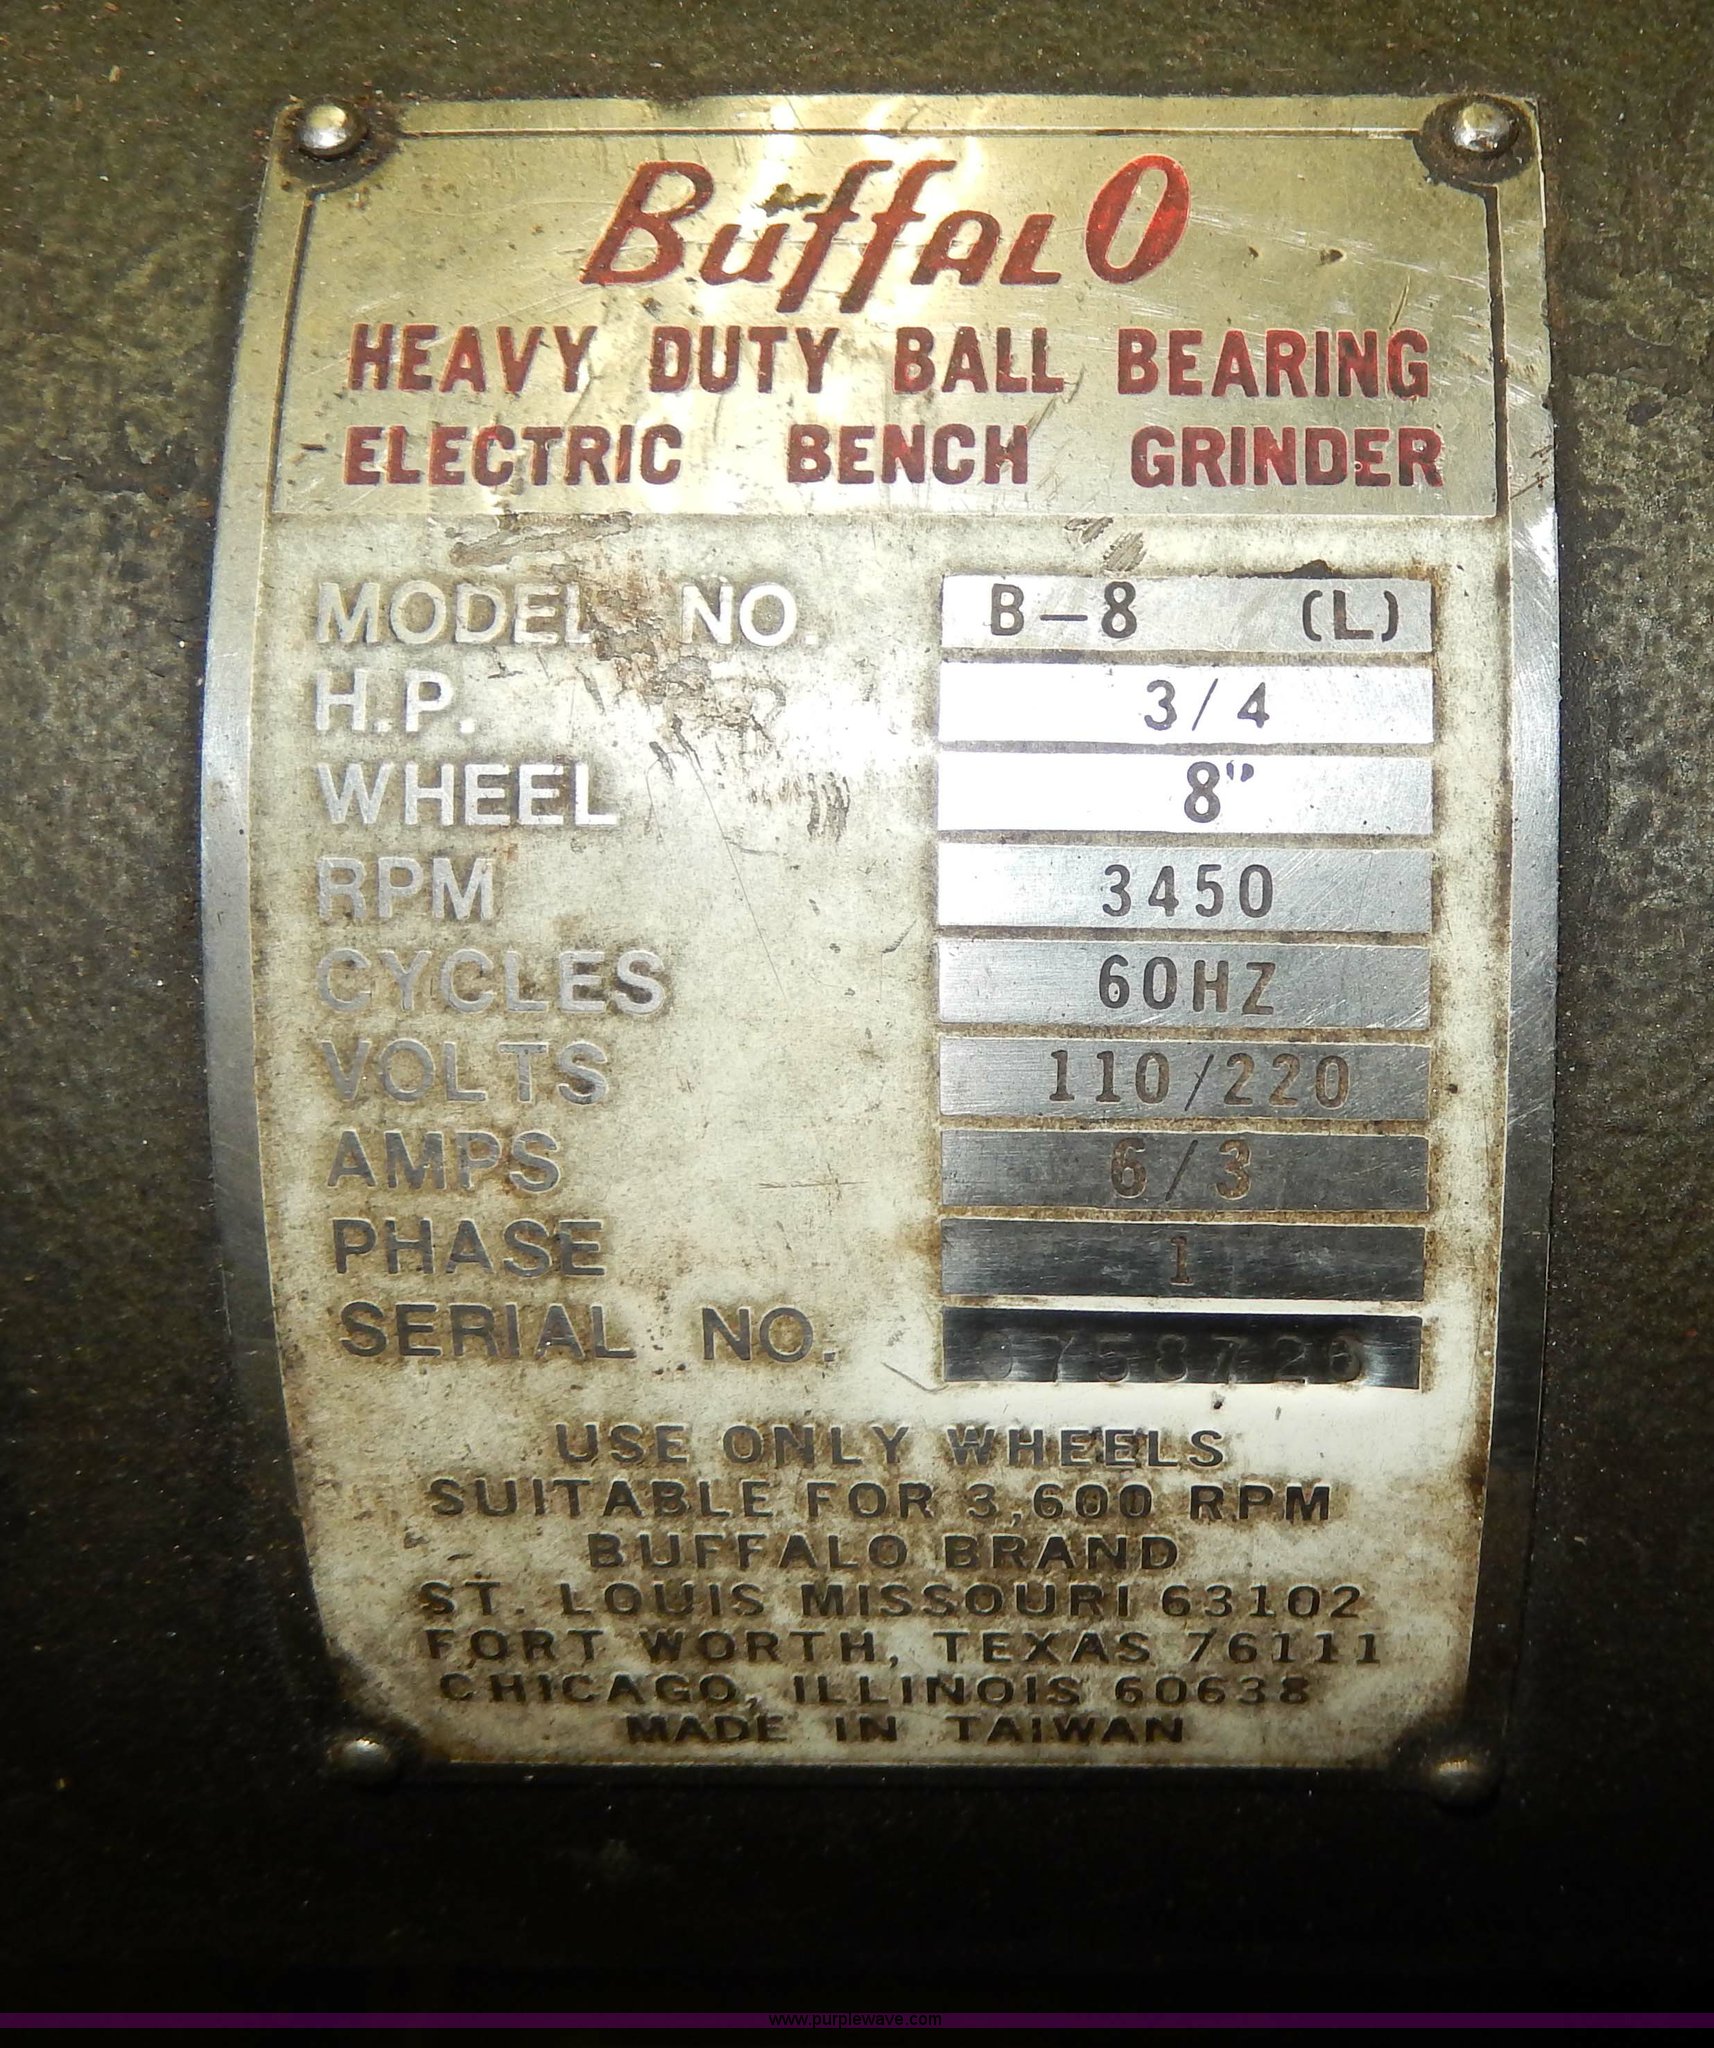 Buffalo
HEAVY DUTY BALL BEARING
ELECTRIC BENCH GRINDER
MODEL NO. B-8 (L)
H.P. 3/4
WHEEL 8"
RPM 3450
CYCLES 60HZ
VOLTS 110/220
AMPS 6/3
PHASE 1
SERIAL NO.
USE ONLY WHEELS
SUITABLE FOR 3,600 RPM
BUFFALO BRAND
ST. LOUIS MISSOURI 63102
FORT WORTH, TEXAS 76111
CHICAGO, ILLINOIS 60638
MADE IN TAIWAN
www.purplewave.com